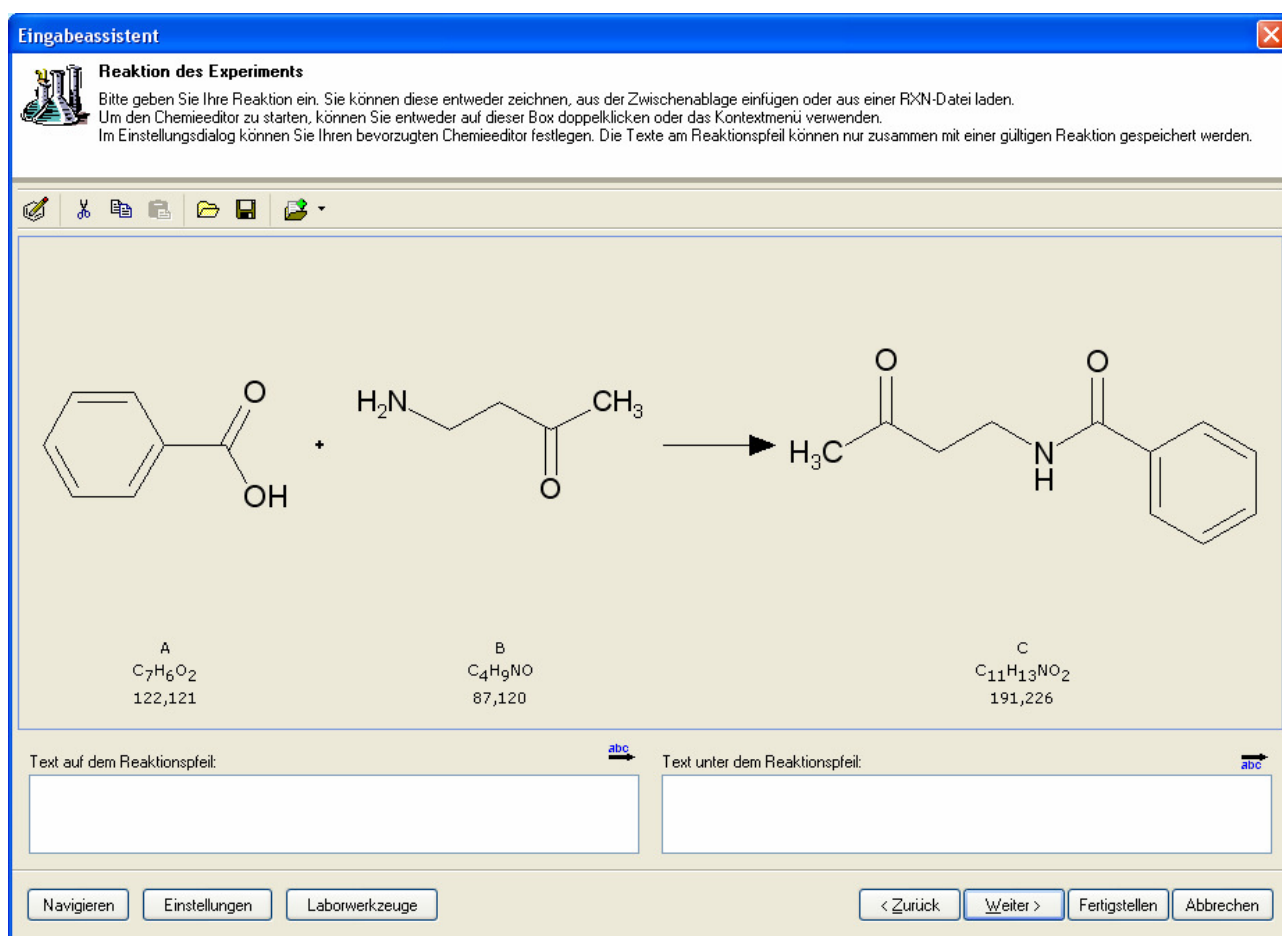 Eingabeassistent
Reaktion des Experiments
Bitte geben Sie Ihre Reaktion ein. Sie können diese entweder zeichnen, aus der Zwischenablage einfügen oder aus einer RXN-Datei laden.
Um den Chemieeditor zu starten, können Sie entweder auf dieser Box doppelklicken oder das Kontextmenü verwenden.
Im Einstellungsdialog können Sie Ihren bevorzugten Chemieeditor festlegen. Die Texte am Reaktionspfeil können nur zusammen mit einer gültigen Reaktion gespeichert werden.
O
OH
+
H₂N
CH₃
O
O
O
H₃C
N
H
A
C₇H₆O₂
122,121
B
C₄H₉NO
87,120
C
C₁₁H₁₃NO₂
191,226
Text auf dem Reaktionspfeil:
abc
Text unter dem Reaktionspfeil:
abc
Navigieren
Einstellungen
Laborwerkzeuge
< Zurück
Weiter >
Fertigstellen
Abbrechen